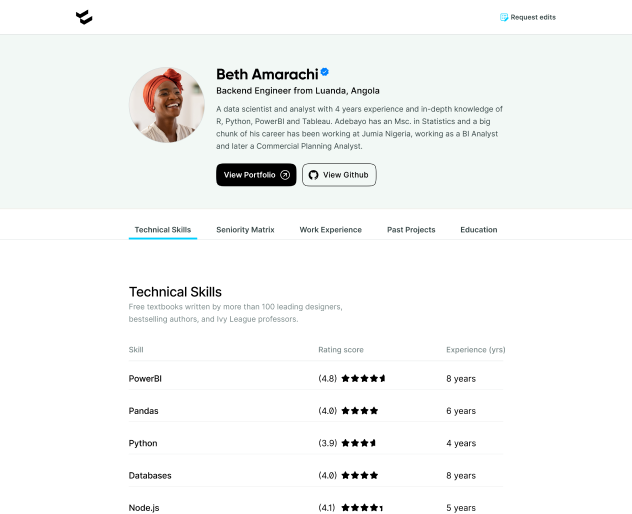 Request edits
Beth Amarachi
Backend Engineer from Luanda, Angola
A data scientist and analyst with 4 years experience and in-depth knowledge of
R, Python, PowerBI and Tableau. Adebayo has an Msc. in Statistics and a big
chunk of his career has been working at Jumia Nigeria, working as a BI Analyst
and later a Commercial Planning Analyst.
View Portfolio View Github
Technical Skills Seniority Matrix Work Experience Past Projects Education
Technical Skills
Free textbooks written by more than 100 leading designers,
bestselling authors, and Ivy League professors.
Skill Rating score Experience (yrs)
PowerBI (4.8) 8 years
Pandas (4.0) 6 years
Python (3.9) 4 years
Databases (4.0) 8 years
Node.js (4.1) 5 years